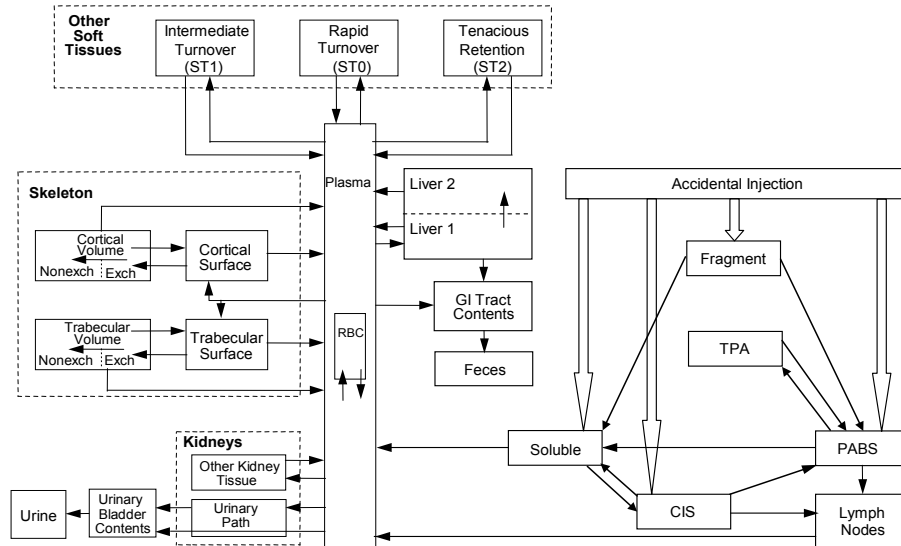 Other
Soft
Tissues
Intermediate
Turnover
(ST1)
Rapid
Turnover
(ST0)
Tenacious
Retention
(ST2)
Plasma
Liver 2
Liver 1
Skeleton
Cortical
Volume
Nonexch
Exch
Cortical
Surface
Trabecular
Volume
Nonexch
Exch
Trabecular
Surface
RBC
GI Tract
Contents
Feces
Kidneys
Other Kidney
Tissue
Urinary
Path
Urinary
Bladder
Contents
Urine
Accidental Injection
Fragment
TPA
Soluble
PABS
CIS
Lymph
Nodes